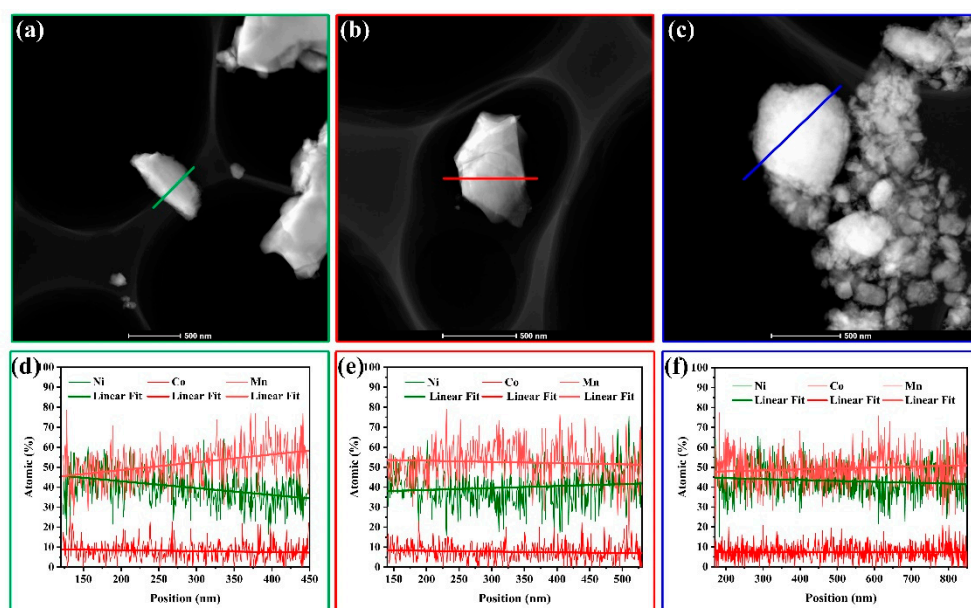 (a)
(b)
(c)
500 nm
500 nm
500 nm
(d)
100
90
80
70
60
50
40
30
20
10
0
Atomic (%)
Ni Co Mn
Linear Fit Linear Fit Linear Fit
150 200 250 300 350 400 450
Position (nm)
(e)
100
90
80
70
60
50
40
30
20
10
0
Atomic (%)
Ni Co Mn
Linear Fit Linear Fit Linear Fit
150 200 250 300 350 400 450 500
Position (nm)
(f)
100
90
80
70
60
50
40
30
20
10
0
Atomic (%)
Ni Co Mn
Linear Fit Linear Fit Linear Fit
200 300 400 500 600 700 800
Position (nm)